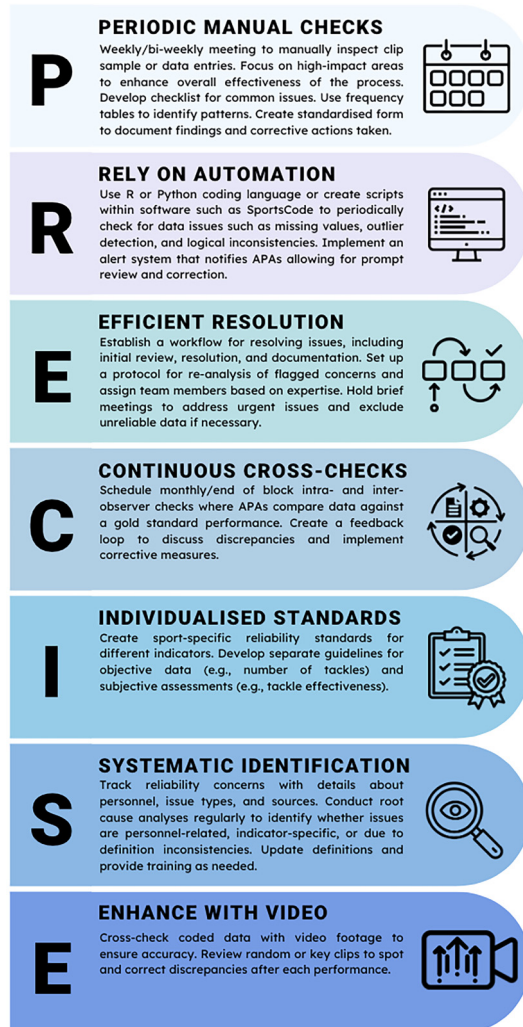 P
PERIODIC MANUAL CHECKS
Weekly/bi-weekly meeting to manually inspect clip
sample or data entries. Focus on high-impact areas
to enhance overall effectiveness of the process.
Develop checklist for common issues. Use frequency
tables to identify patterns. Create standardised form
to document findings and corrective actions taken.
R
RELY ON AUTOMATION
Use R or Python coding language or create scripts
within software such as SportsCode to periodically
check for data issues such as missing values, outlier
detection, and logical inconsistencies. Implement an
alert system that notifies APAs allowing for prompt
review and correction.
</>
E
EFFICIENT RESOLUTION
Establish a workflow for resolving issues, including
initial review, resolution, and documentation. Set up
a protocol for re-analysis of flagged concerns and
assign team members based on expertise. Hold brief
meetings to address urgent issues and exclude
unreliable data if necessary.
C
CONTINUOUS CROSS-CHECKS
Schedule monthly/end of block intra- and inter-
observer checks where APAs compare data against
a gold standard performance. Create a feedback
loop to discuss discrepancies and implement
corrective measures.
I
INDIVIDUALISED STANDARDS
Create sport-specific reliability standards for
different indicators. Develop separate guidelines for
objective data (e.g., number of tackles) and
subjective assessments (e.g., tackle effectiveness).
S
SYSTEMATIC IDENTIFICATION
Track reliability concerns with details about
personnel, issue types, and sources. Conduct root
cause analyses regularly to identify whether issues
are personnel-related, indicator-specific, or due to
definition inconsistencies. Update definitions and
provide training as needed.
E
ENHANCE WITH VIDEO
Cross-check coded data with video footage to
ensure accuracy. Review random or key clips to spot
and correct discrepancies after each performance.